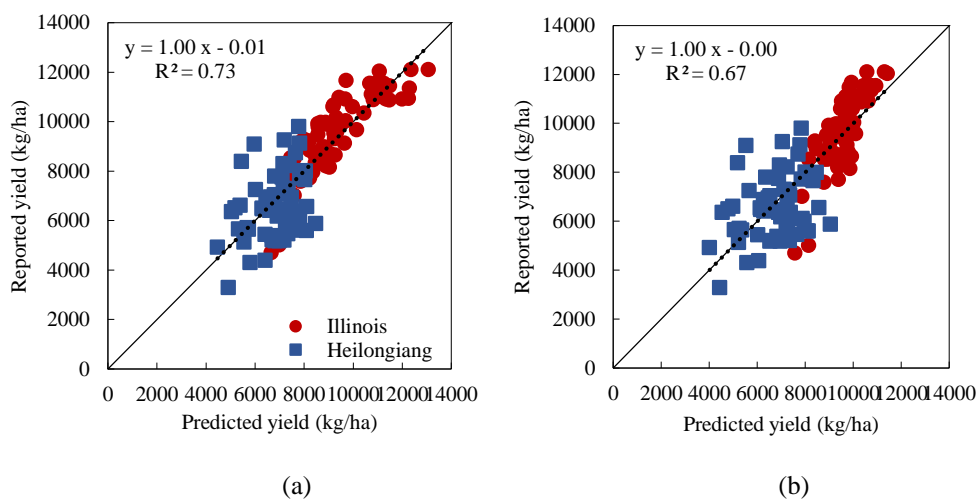 14000
12000
10000
8000
6000
4000
2000
0
Reported yield (kg/ha)
y = 1.00 x - 0.01
R² = 0.73
Illinois
Heilongiang
0 2000 4000 6000 8000 10000 12000 14000
Predicted yield (kg/ha)
(a)
14000
12000
10000
8000
6000
4000
2000
0
Reported yield (kg/ha)
y = 1.00 x - 0.00
R² = 0.67
0 2000 4000 6000 8000 10000 12000 14000
Predicted yield (kg/ha)
(b)